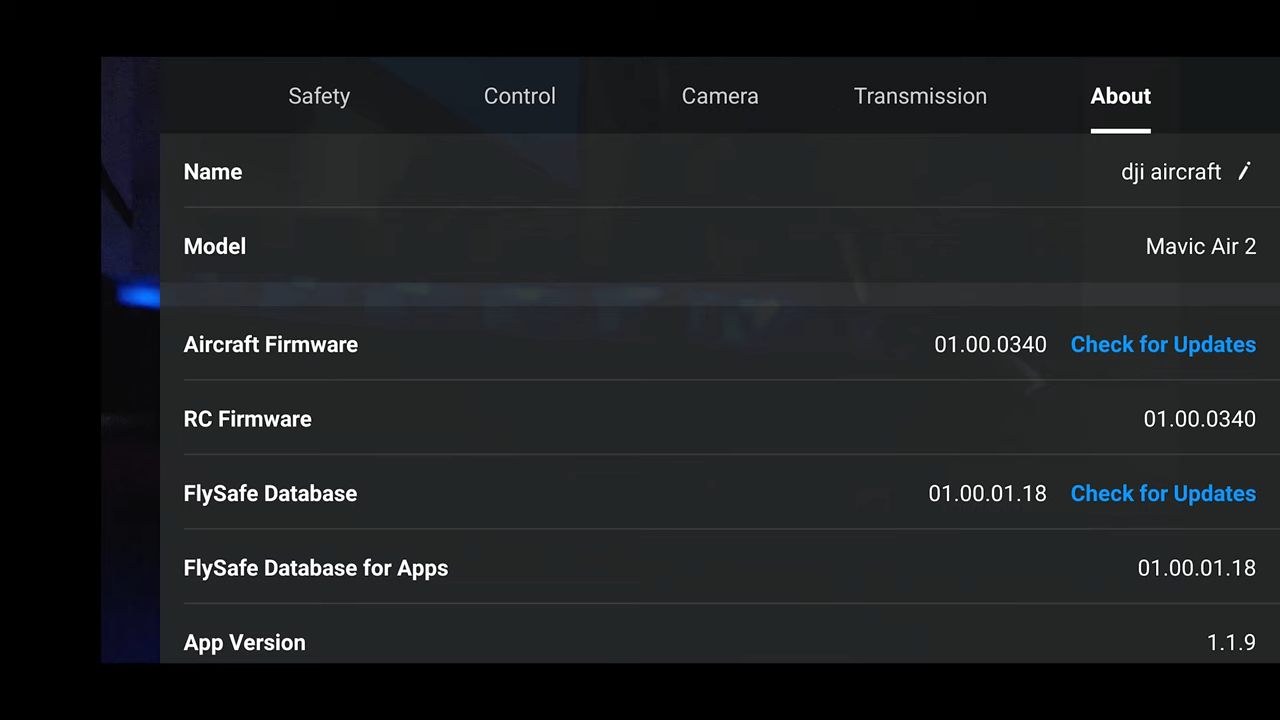 Safety Control Camera Transmission About
Name dji aircraft
Model Mavic Air 2
Aircraft Firmware 01.00.0340 Check for Updates
RC Firmware 01.00.0340
FlySafe Database 01.00.01.18 Check for Updates
FlySafe Database for Apps 01.00.01.18
App Version 1.1.9